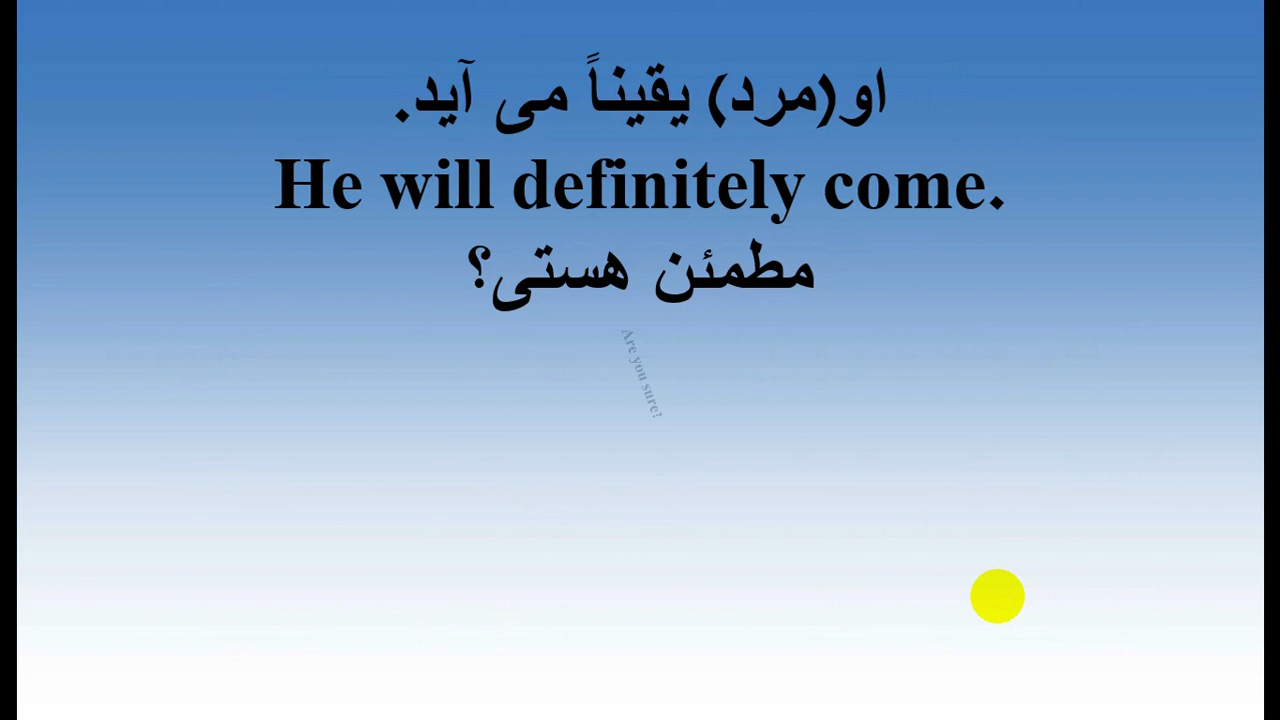 او(مرد) یقیناً می آید.
He will definitely come.
مطمئن هستی؟
Are you sure?